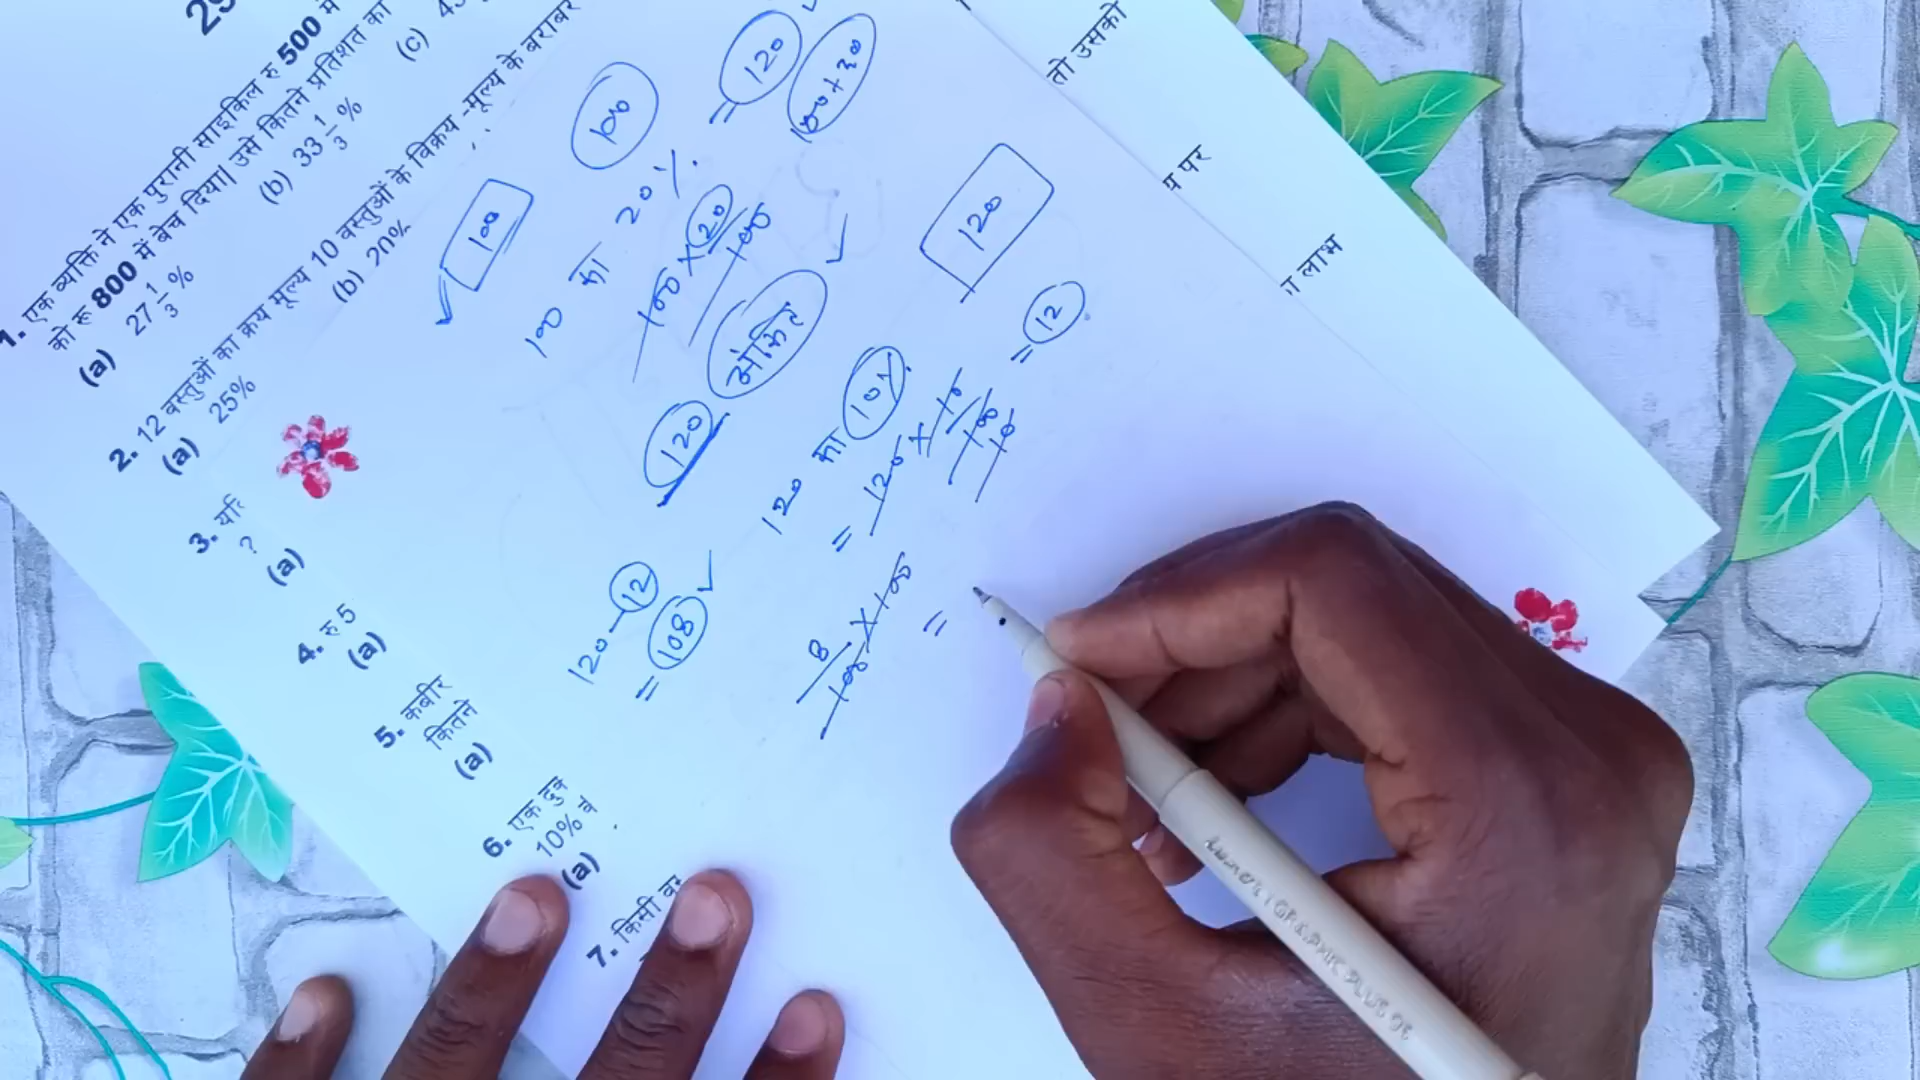 29
1. एक व्यक्ति ने एक पुरानी साइकिल रु 500 में
को रू 800 में बेच दिया। उसे कितने प्रतिशत का
(a) 27 1/3 % (b) 33 1/3 % (c)
2. 12 वस्तुओं का क्रय मूल्य 10 वस्तुओं के विक्रय -मूल्य के बराबर
(a) 25% (b) 20%
3. यदि
?
(a)
4. रु 5
(a)
5. कबीर
कितने
(a)
6. एक
10% व
(a)
7. किसी
तो उसको
य पर
लाभ
100
100
= 120
100 + 20
100 का 20%
100 × 20/100
अंकित
120
120
120 का 10%
= 120 × 10/100
10
= 12
120 - 12
= 108
8/100 × 100 =